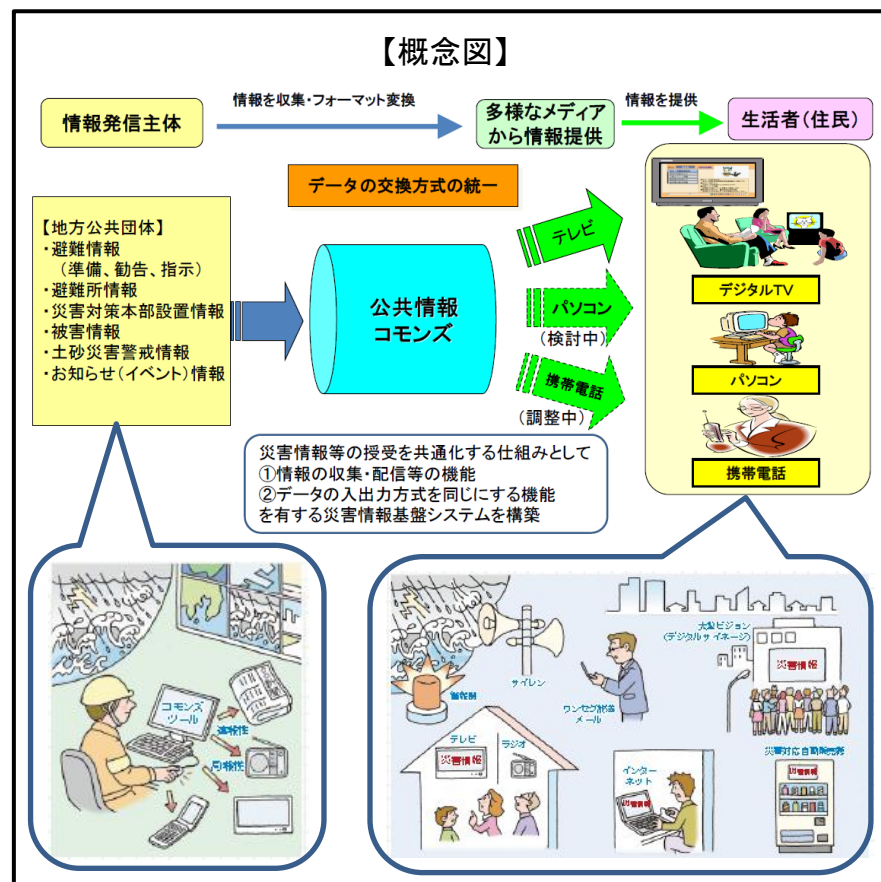 【概念図】
情報発信主体
情報を収集・フォーマット変換
多様なメディア
から情報提供
情報を提供
生活者（住民）
データの交換方式の統一
【地方公共団体】
・避難情報
（準備、勧告、指示）
・避難所情報
・災害対策本部設置情報
・被害情報
・土砂災害警戒情報
・お知らせ（イベント）情報
公共情報
コモンズ
テレビ
パソコン
（検討中）
携帯電話
（調整中）
デジタルTV
パソコン
携帯電話
災害情報等の授受を共通化する仕組みとして
①情報の収集・配信等の機能
②データの入出力方式を同じにする機能
を有する災害情報基盤システムを構築
コモンズ
ツール
速報性
同報性
サイレン
ワンセグ携帯
メール
大型ビジョン
（デジタルサイネージ）
災害情報
テレビ
ラジオ
災害情報
インター
ネット
災害情報
災害対応自動販売機
災害情報